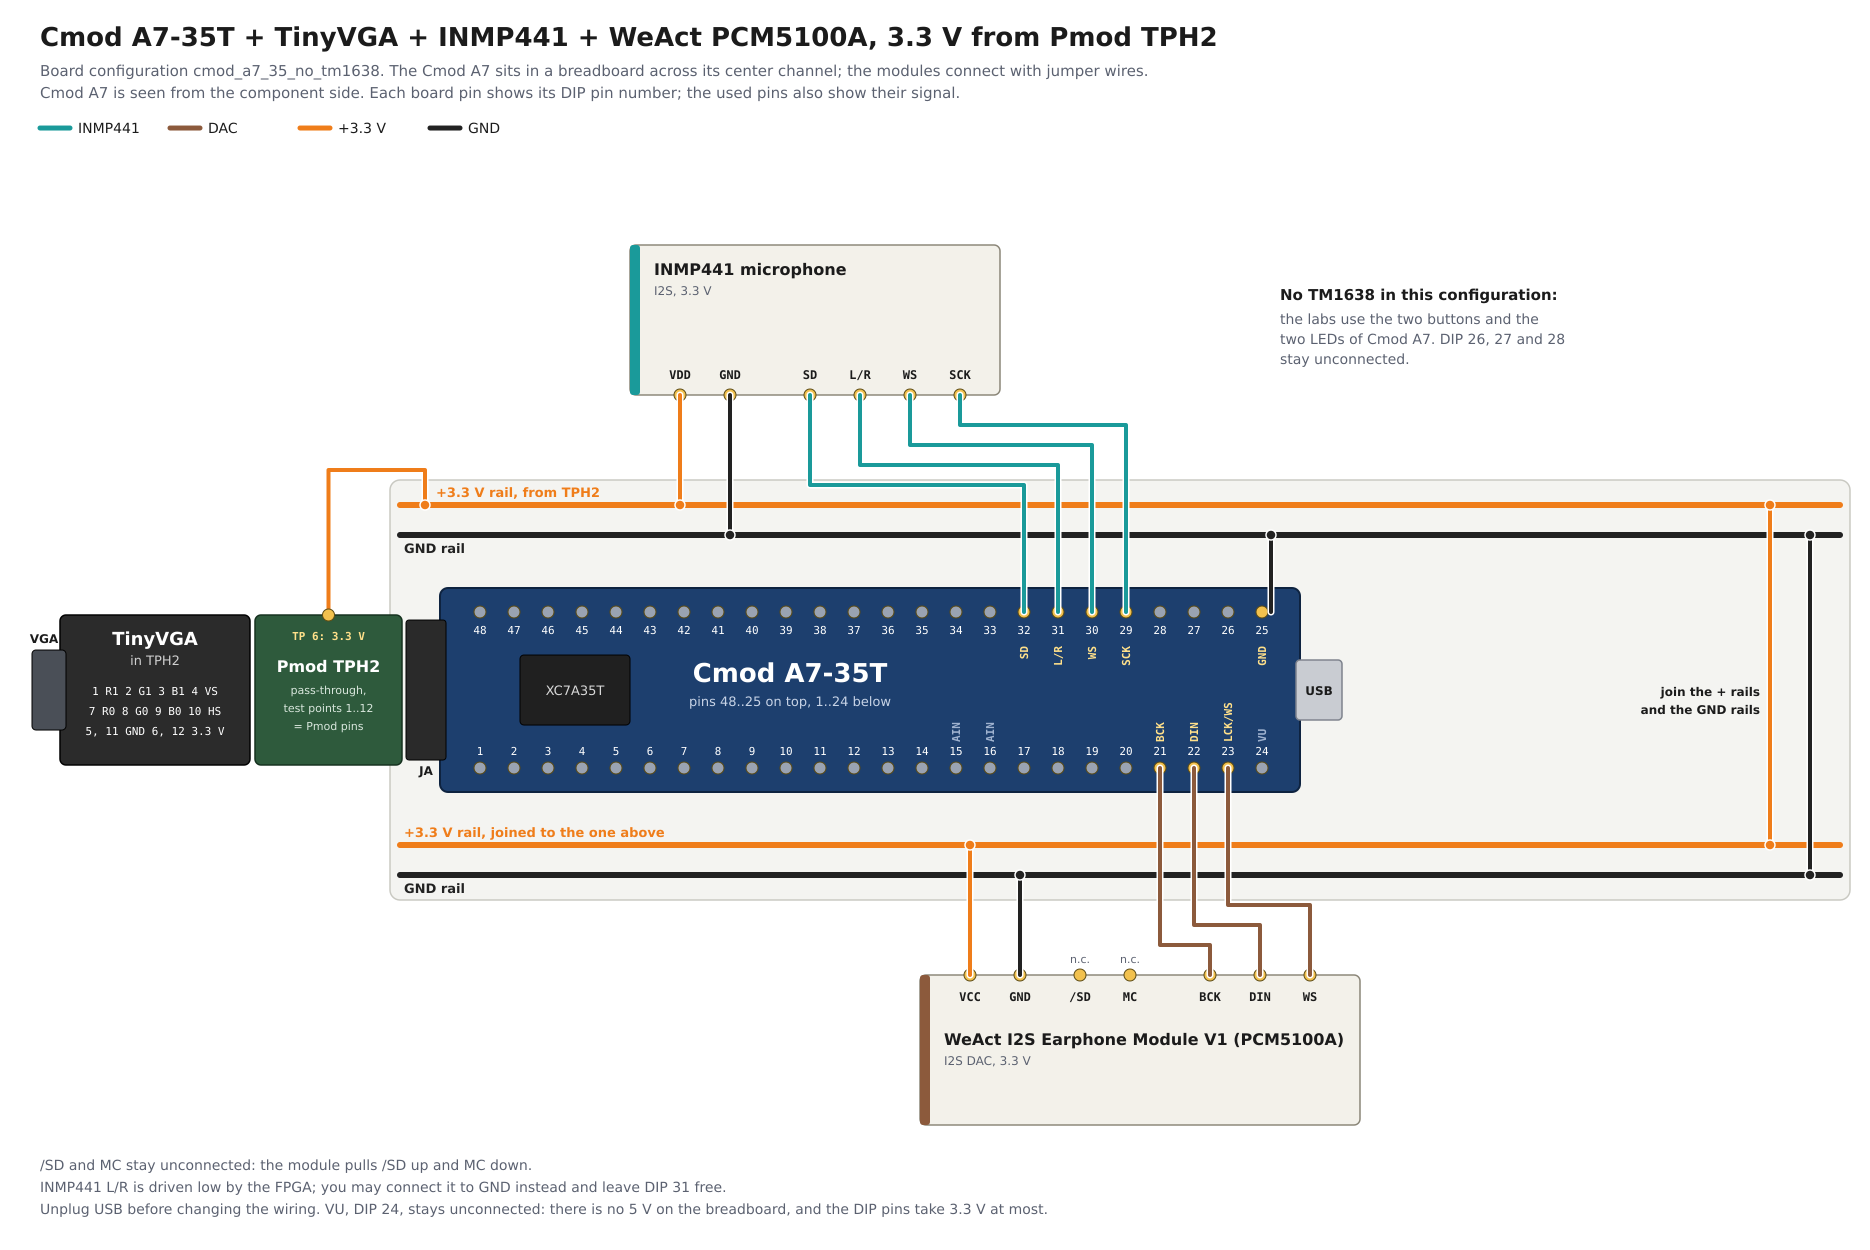 Cmod A7-35T + TinyVGA + INMP441 + WeAct PCM5100A, 3.3 V from Pmod TPH2
Board configuration cmod_a7_35_no_tm1638. The Cmod A7 sits in a breadboard across its center channel; the modules connect with jumper wires.
Cmod A7 is seen from the component side. Each board pin shows its DIP pin number; the used pins also show their signal.
INMP441 DAC +3.3 V GND
INMP441 microphone
I2S, 3.3 V
VDD GND SD L/R WS SCK
No TM1638 in this configuration:
the labs use the two buttons and the
two LEDs of Cmod A7. DIP 26, 27 and 28
stay unconnected.
+3.3 V rail, from TPH2
GND rail
VGA
TinyVGA
in TPH2
1 R1 2 G1 3 B1 4 VS
7 R0 8 G0 9 B0 10 HS
5, 11 GND 6, 12 3.3 V
TP 6: 3.3 V
Pmod TPH2
pass-through,
test points 1..12
= Pmod pins
JA
48 47 46 45 44 43 42 41 40 39 38 37 36 35 34 33 32 31 30 29 28 27 26 25
SD L/R WS SCK GND
XC7A35T
Cmod A7-35T
pins 48..25 on top, 1..24 below
USB
AIN AIN BCK DIN LCK/WS VU
1 2 3 4 5 6 7 8 9 10 11 12 13 14 15 16 17 18 19 20 21 22 23 24
join the + rails
and the GND rails
+3.3 V rail, joined to the one above
GND rail
n.c. n.c.
VCC GND /SD MC BCK DIN WS
WeAct I2S Earphone Module V1 (PCM5100A)
I2S DAC, 3.3 V
/SD and MC stay unconnected: the module pulls /SD up and MC down.
INMP441 L/R is driven low by the FPGA; you may connect it to GND instead and leave DIP 31 free.
Unplug USB before changing the wiring. VU, DIP 24, stays unconnected: there is no 5 V on the breadboard, and the DIP pins take 3.3 V at most.